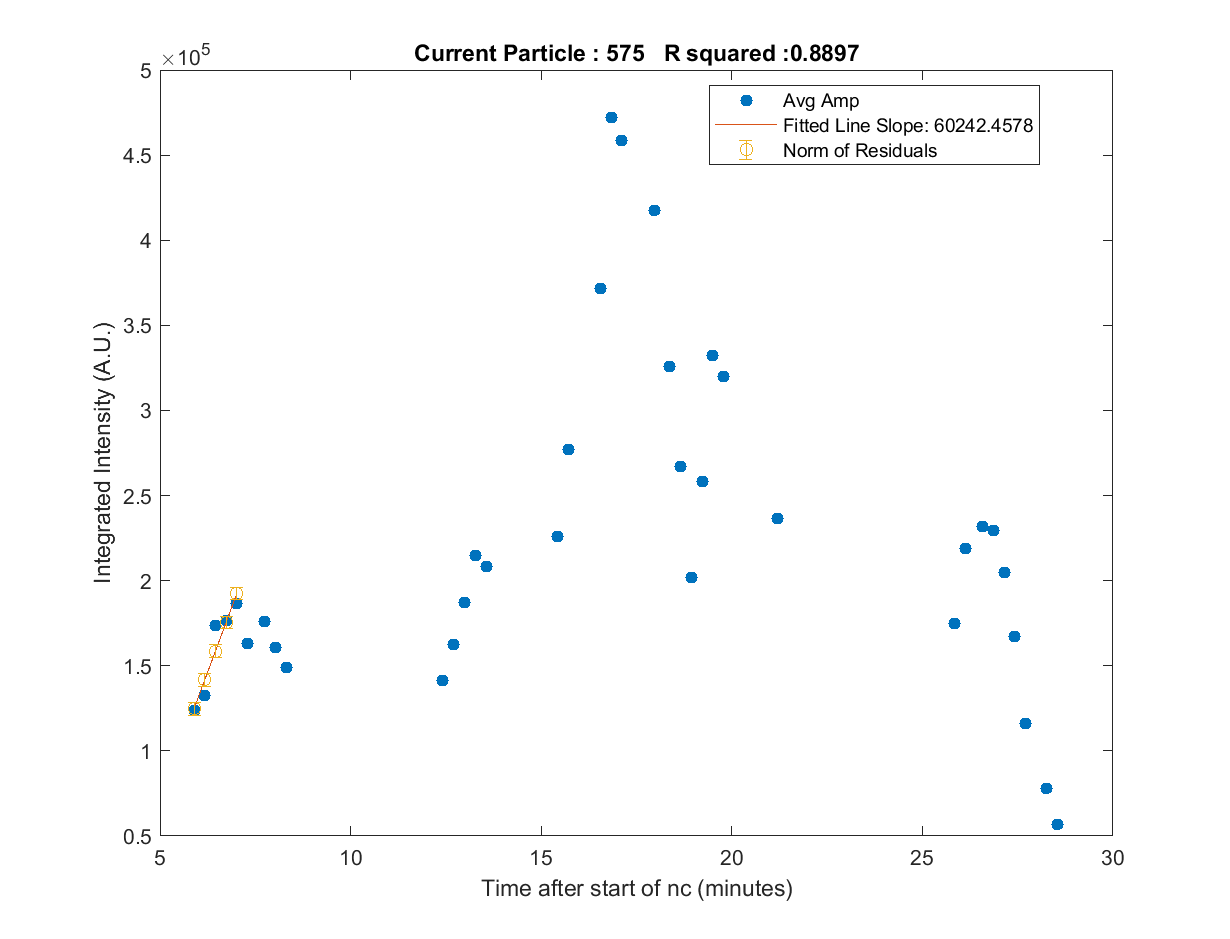 Current Particle : 575   R squared :0.8897
×10^5
5
4.5
4
3.5
3
2.5
2
1.5
1
0.5
Integrated Intensity (A.U.)
Avg Amp
Fitted Line Slope: 60242.4578
Norm of Residuals
5 10 15 20 25 30
Time after start of nc (minutes)